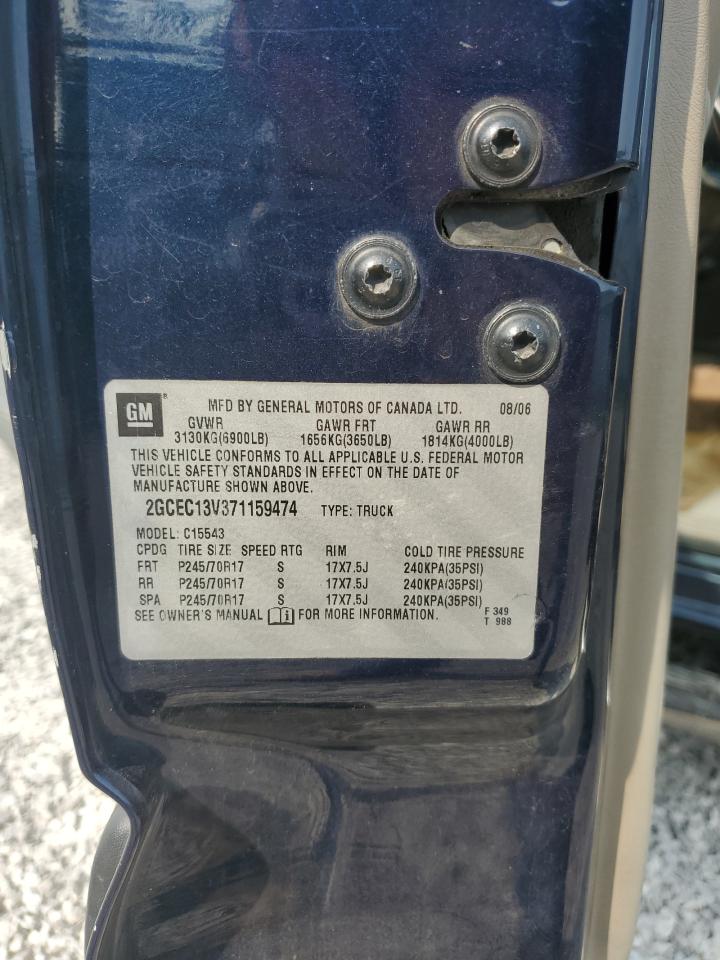 GM ® MFD BY GENERAL MOTORS OF CANADA LTD. 08/06
GVWR GAWR FRT GAWR RR
3130KG(6900LB) 1656KG(3650LB) 1814KG(4000LB)
THIS VEHICLE CONFORMS TO ALL APPLICABLE U.S. FEDERAL MOTOR
VEHICLE SAFETY STANDARDS IN EFFECT ON THE DATE OF
MANUFACTURE SHOWN ABOVE.
2GCEC13V371159474 TYPE: TRUCK
MODEL: C15543
CPDG TIRE SIZE SPEED RTG RIM COLD TIRE PRESSURE
FRT P245/70R17 S 17X7.5J 240KPA(35PSI)
RR P245/70R17 S 17X7.5J 240KPA(35PSI)
SPA P245/70R17 S 17X7.5J 240KPA(35PSI)
SEE OWNER'S MANUAL FOR MORE INFORMATION.
F 349
T 988